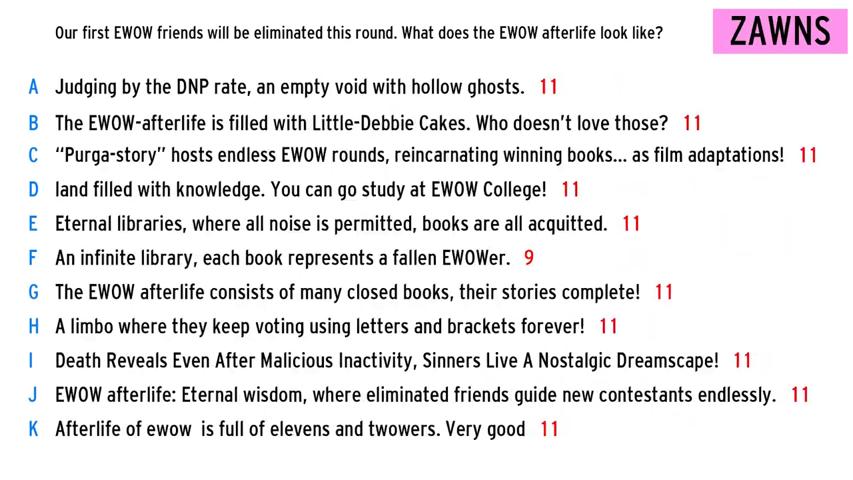 Our first EWOW friends will be eliminated this round. What does the EWOW afterlife look like?
ZAWNS
A Judging by the DNP rate, an empty void with hollow ghosts. 11
B The EWOW-afterlife is filled with Little-Debbie Cakes. Who doesn't love those? 11
C “Purga-story” hosts endless EWOW rounds, reincarnating winning books... as film adaptations! 11
D land filled with knowledge. You can go study at EWOW College! 11
E Eternal libraries, where all noise is permitted, books are all acquitted. 11
F An infinite library, each book represents a fallen EWOWer. 9
G The EWOW afterlife consists of many closed books, their stories complete! 11
H A limbo where they keep voting using letters and brackets forever! 11
I Death Reveals Even After Malicious Inactivity, Sinners Live A Nostalgic Dreamscape! 11
J EWOW afterlife: Eternal wisdom, where eliminated friends guide new contestants endlessly. 11
K Afterlife of ewow  is full of elevens and twowers. Very good 11